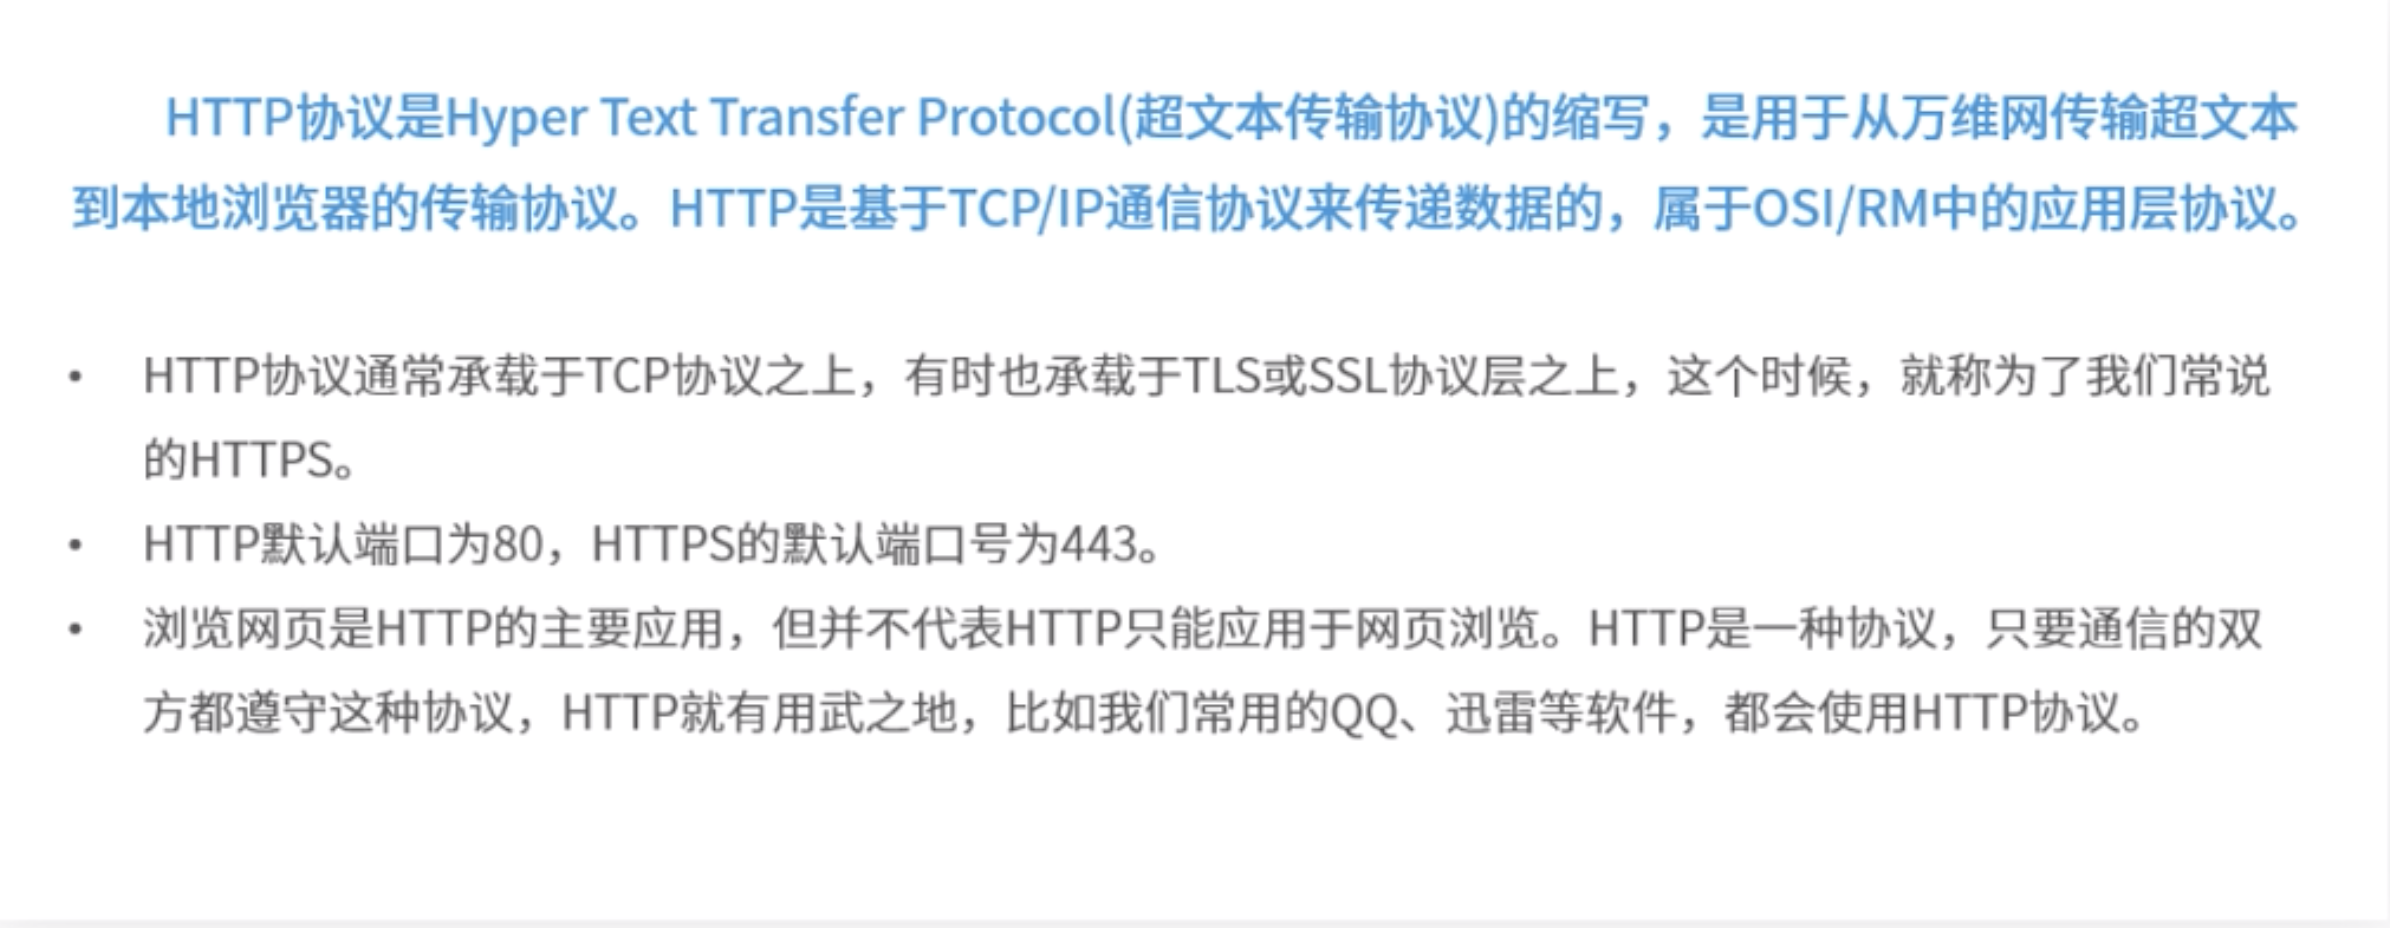 HTTP协议是Hyper Text Transfer Protocol(超文本传输协议)的缩写，是用于从万维网传输超文本
到本地浏览器的传输协议。HTTP是基于TCP/IP通信协议来传递数据的，属于OSI/RM中的应用层协议。
• HTTP协议通常承载于TCP协议之上，有时也承载于TLS或SSL协议层之上，这个时候，就称为了我们常说
的HTTPS。
• HTTP默认端口为80，HTTPS的默认端口号为443。
• 浏览网页是HTTP的主要应用，但并不代表HTTP只能应用于网页浏览。HTTP是一种协议，只要通信的双
方都遵守这种协议，HTTP就有用武之地，比如我们常用的QQ、迅雷等软件，都会使用HTTP协议。